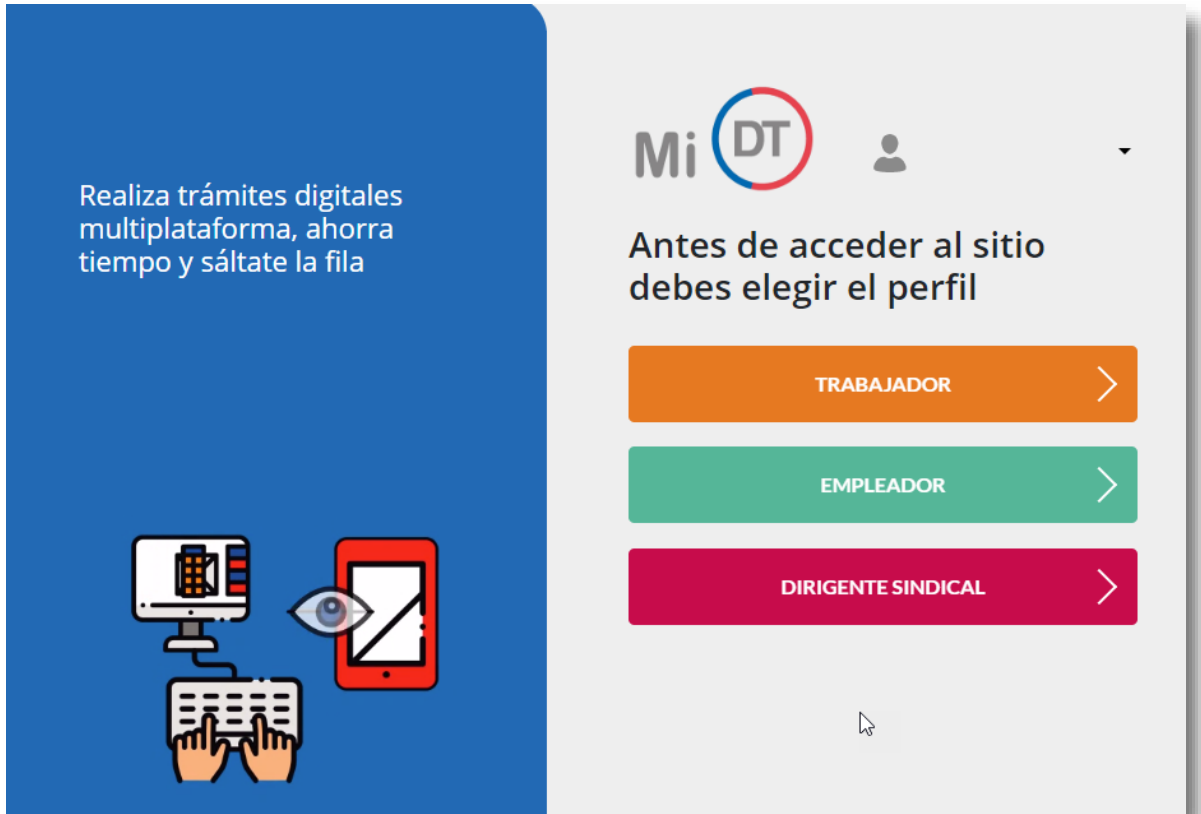 Realiza trámites digitales
multiplataforma, ahorra
tiempo y sáltate la fila
Mi DT
Antes de acceder al sitio
debes elegir el perfil
TRABAJADOR
EMPLEADOR
DIRIGENTE SINDICAL